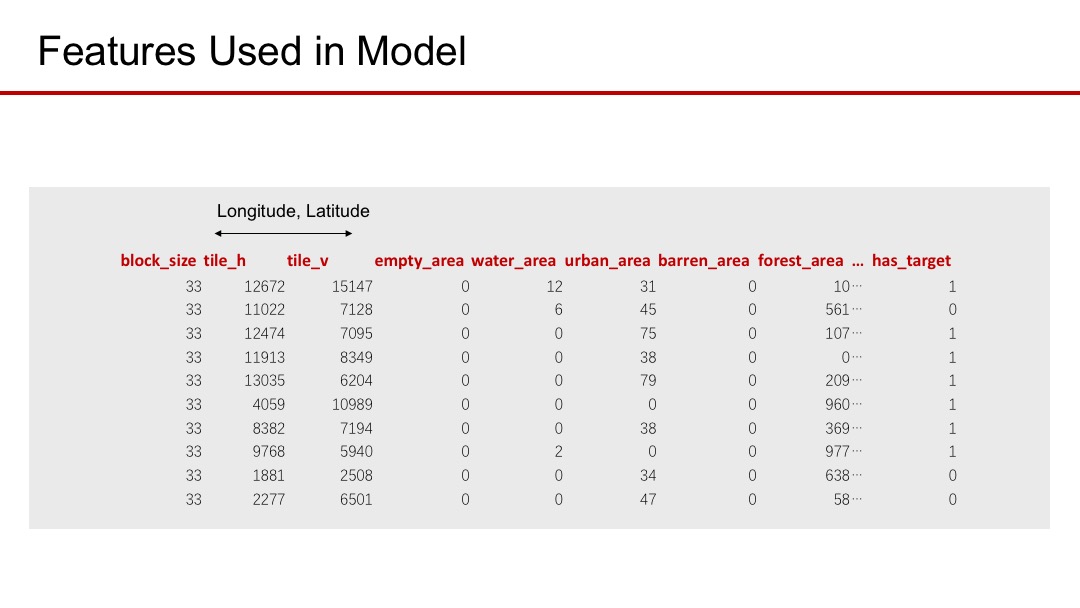 Features Used in Model
Longitude, Latitude
block_size tile_h tile_v empty_area water_area urban_area barren_area forest_area ... has_target
33 12672 15147 0 12 31 0 10 ... 1
33 11022 7128 0 6 45 0 561 ... 0
33 12474 7095 0 0 75 0 107 ... 1
33 11913 8349 0 0 38 0 0 ... 1
33 13035 6204 0 0 79 0 209 ... 1
33 4059 10989 0 0 0 0 960 ... 1
33 8382 7194 0 0 38 0 369 ... 1
33 9768 5940 0 2 0 0 977 ... 1
33 1881 2508 0 0 34 0 638 ... 0
33 2277 6501 0 0 47 0 58 ... 0